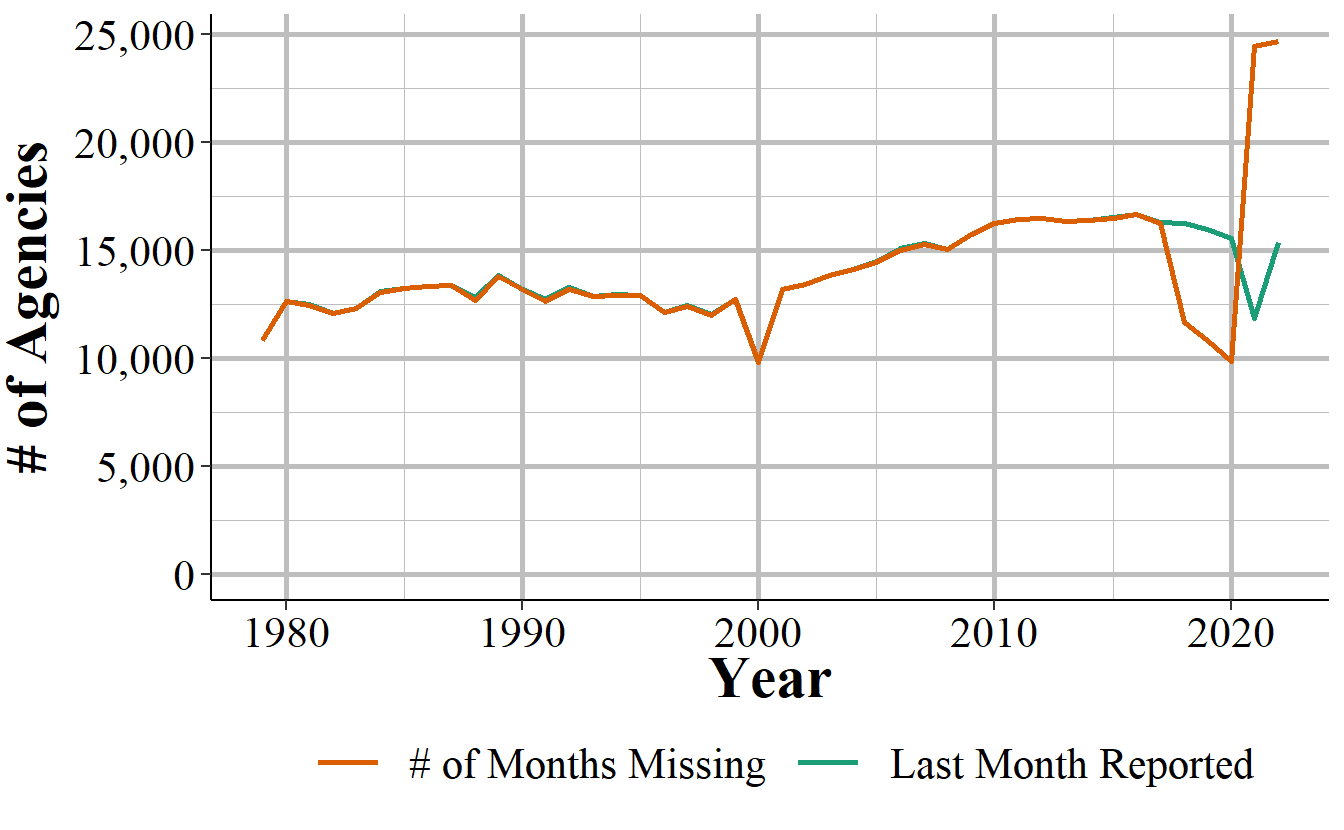 # of Agencies
25,000
20,000
15,000
10,000
5,000
0
1980 1990 2000 2010 2020
Year
# of Months Missing Last Month Reported